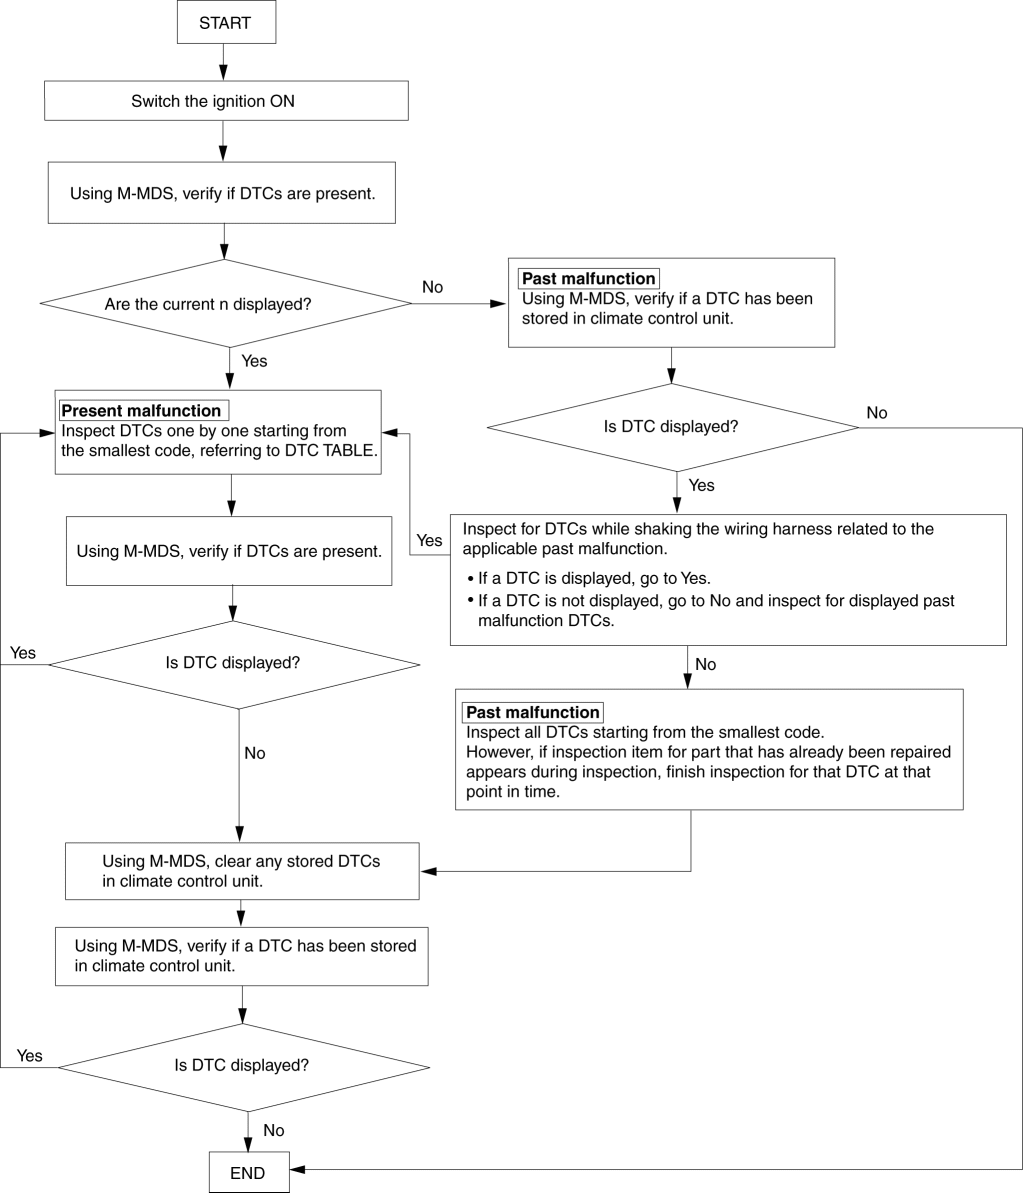 START
Switch the ignition ON
Using M-MDS, verify if DTCs are present.
Are the current n displayed?
No
Past malfunction
Using M-MDS, verify if a DTC has been
stored in climate control unit.
Yes
Present malfunction
Inspect DTCs one by one starting from
the smallest code, referring to DTC TABLE.
Is DTC displayed?
No
Yes
Inspect for DTCs while shaking the wiring harness related to the
applicable past malfunction.
• If a DTC is displayed, go to Yes.
• If a DTC is not displayed, go to No and inspect for displayed past
malfunction DTCs.
Yes
Using M-MDS, verify if DTCs are present.
Is DTC displayed?
Yes
No
No
Past malfunction
Inspect all DTCs starting from the smallest code.
However, if inspection item for part that has already been repaired
appears during inspection, finish inspection for that DTC at that
point in time.
Using M-MDS, clear any stored DTCs
in climate control unit.
Using M-MDS, verify if a DTC has been stored
in climate control unit.
Is DTC displayed?
Yes
No
END